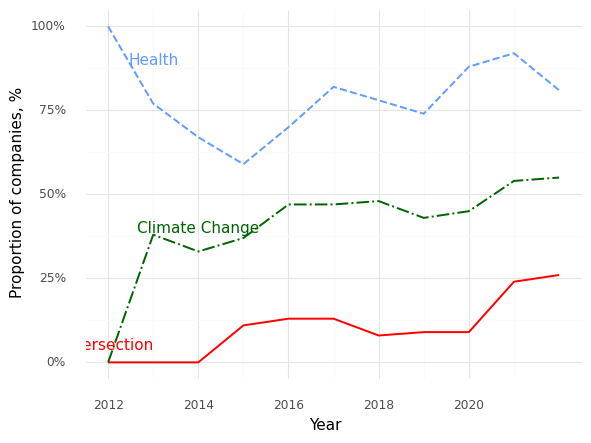 100%
Health
75%
Proportion of companies, %
50%
Climate Change
25%
ersection
0%
2012 2014 2016 2018 2020
Year